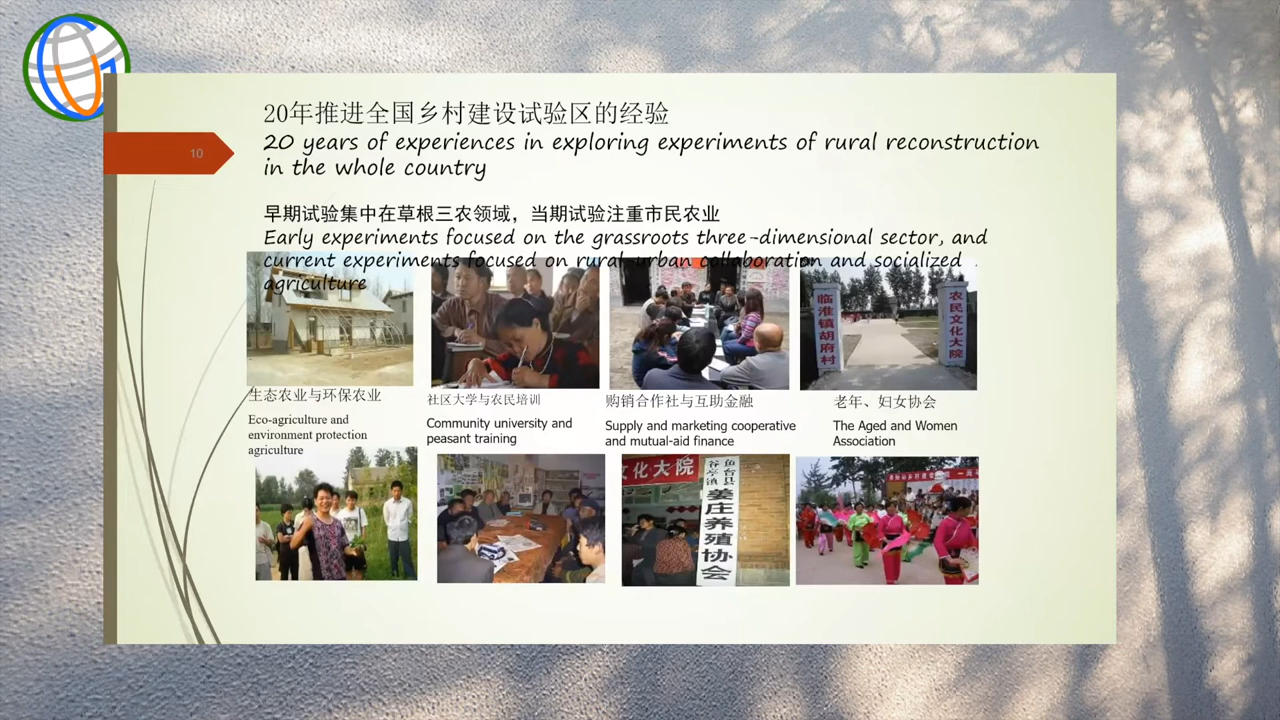 10
20年推进全国乡村建设试验区的经验
20 years of experiences in exploring experiments of rural reconstruction
in the whole country
早期试验集中在草根三农领域，当期试验注重市民农业
Early experiments focused on the grassroots three-dimensional sector, and
current experiments focused on rural-urban collaboration and socialized
agriculture
临淮镇胡府村
农民文化大院
生态农业与环保农业
Eco-agriculture and
environment protection
agriculture
社区大学与农民培训
Community university and
peasant training
购销合作社与互助金融
Supply and marketing cooperative
and mutual-aid finance
老年、妇女协会
The Aged and Women
Association
文化大院
鱼台县
谷亭镇
姜庄养殖协会